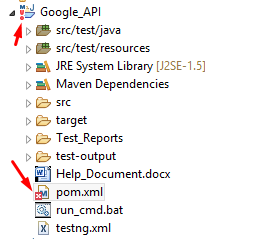 Google_API
src/test/java
src/test/resources
JRE System Library [J2SE-1.5]
Maven Dependencies
src
target
Test_Reports
test-output
Help_Document.docx
pom.xml
run_cmd.bat
testng.xml